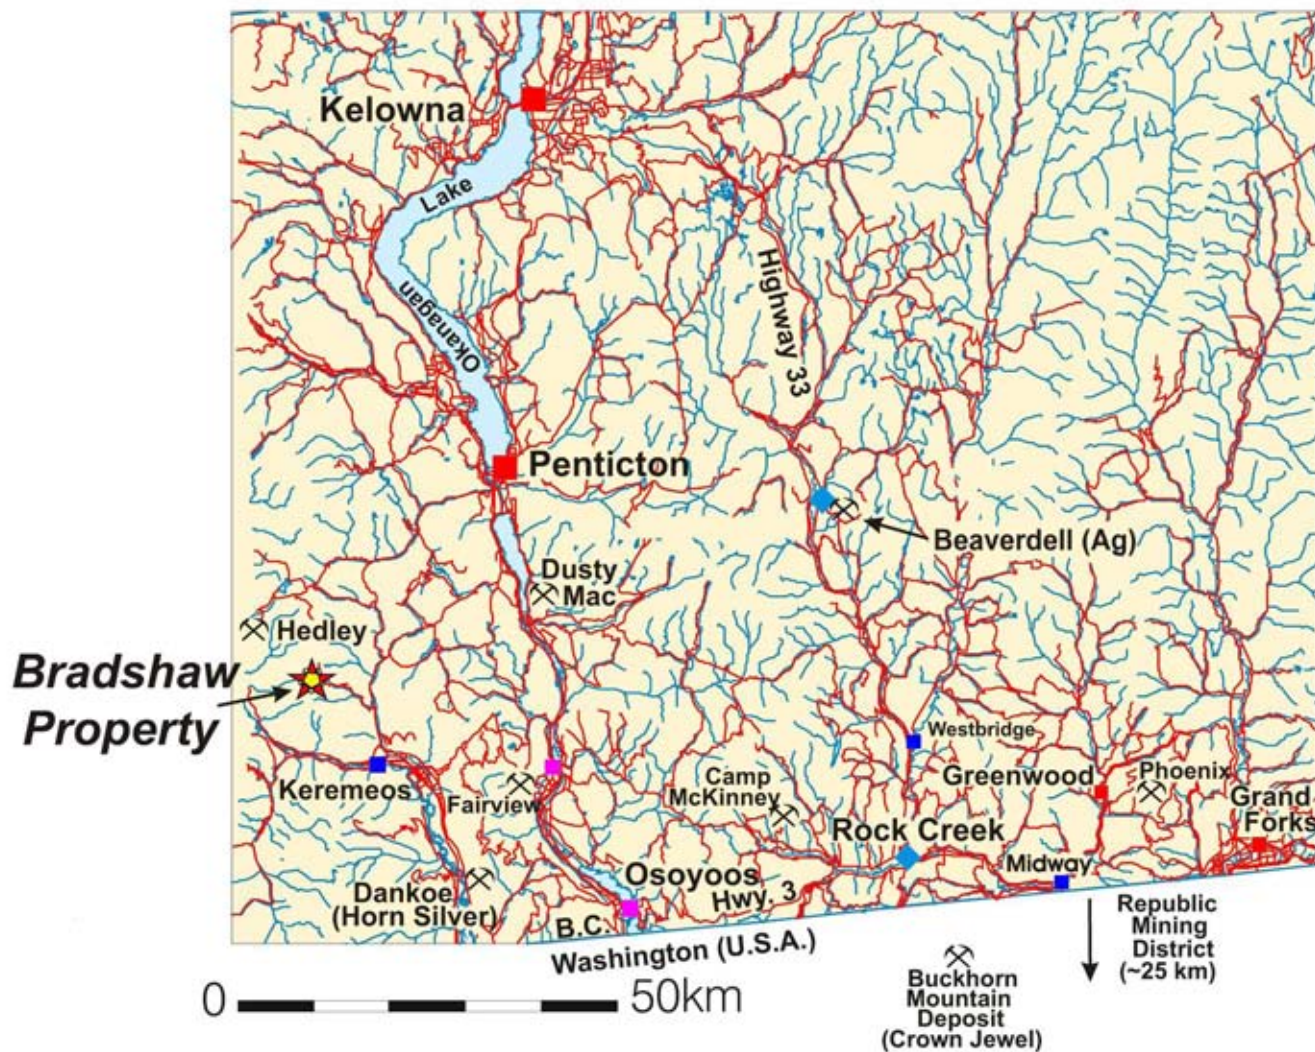 Kelowna
Lake
Okanagan
Highway 33
Penticton
Beaverdell (Ag)
Dusty
Mac
Hedley
Bradshaw
Property
Westbridge
Keremeos
Fairview
Camp
McKinney
Greenwood
Phoenix
Grand
Forks
Rock Creek
Midway
Dankoe
(Horn Silver)
Osoyoos
Hwy. 3
B.C.
Washington (U.S.A.)
Republic
Mining
District
(~25 km)
Buckhorn
Mountain
Deposit
(Crown Jewel)
0
50km